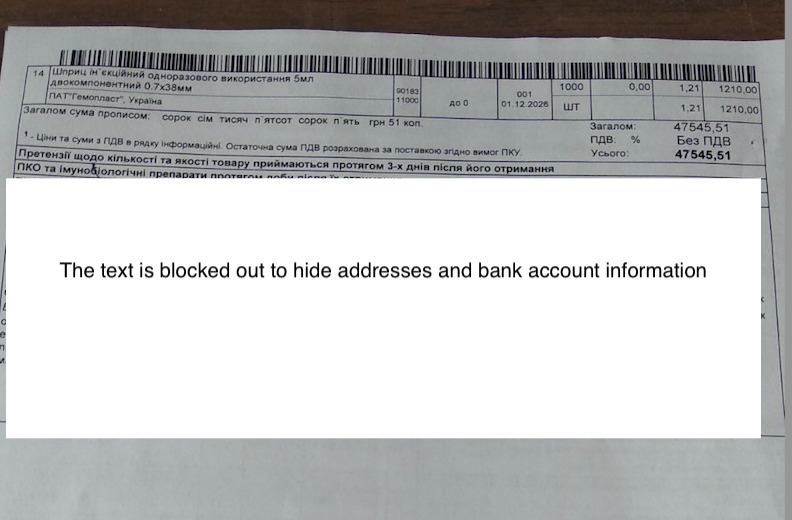 14 Шприц ін`єкційний одноразового використання 5мл
двокомпонентний 0.7х38мм
ПАТ"Гемопласт", Україна
90183
11000
до 0
001
01.12.2026
1000 0,00 1,21 1210,00
ШТ 1,21 1210,00
Загалом сума прописом: сорок сім тисяч п`ятсот сорок п`ять грн 51 коп.
Загалом: 47545,51
ПДВ: % Без ПДВ
Усього: 47545,51
1 - Ціни та суми з ПДВ в рядку інформаційні. Остаточна сума ПДВ розрахована за поставкою згідно вимог ПКУ.
Претензії щодо кількості та якості товару приймаються протягом 3-х днів після його отримання
ПКО та імунобіологічні препарати протягом доби після їх
The text is blocked out to hide addresses and bank account information